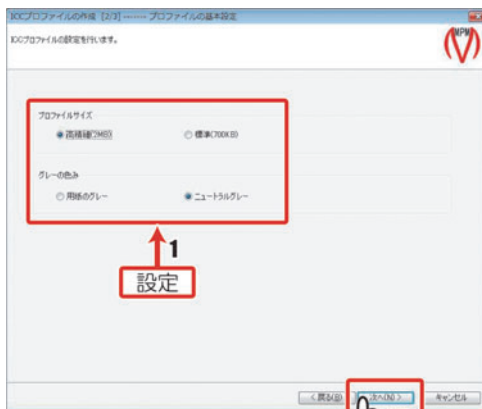 ICCプロファイルの作成 [2/3] ------- プロファイルの基本設定
ICCプロファイルの設定を行います。
MPM
プロファイルサイズ
高精細(2MB)
標準(700KB)
グレーの色み
用紙のグレー
ニュートラルグレー
1
設定
< 戻る(B)
次へ(N) >
キャンセル